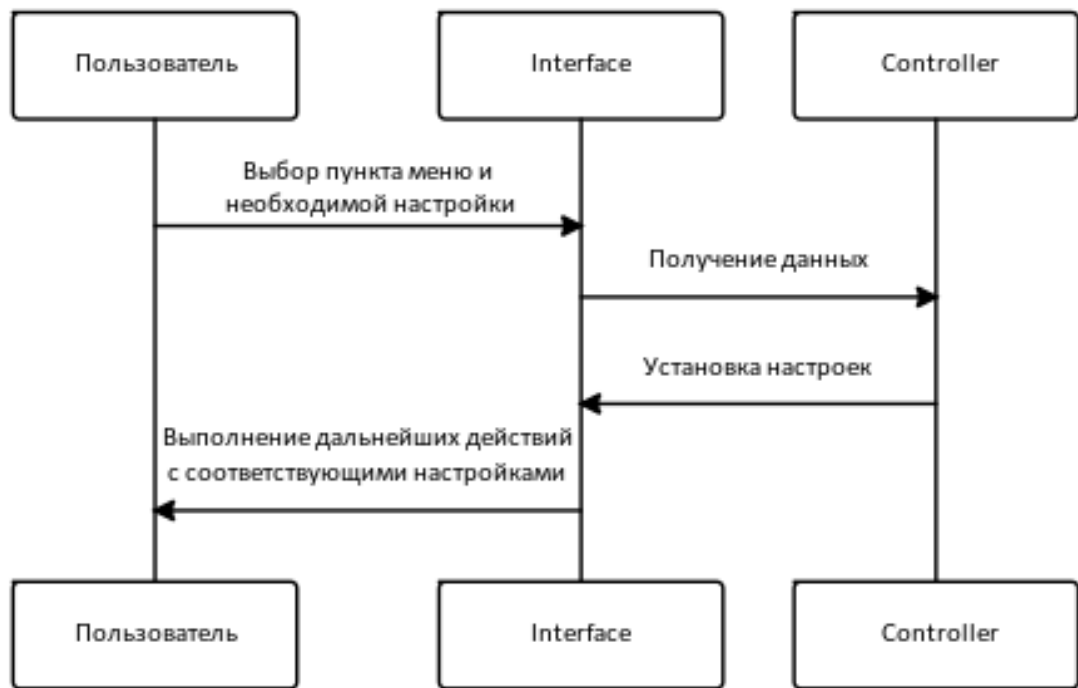 Пользователь
Interface
Controller
Выбор пункта меню и
необходимой настройки
Получение данных
Установка настроек
Выполнение дальнейших действий
с соответствующими настройками
Пользователь
Interface
Controller